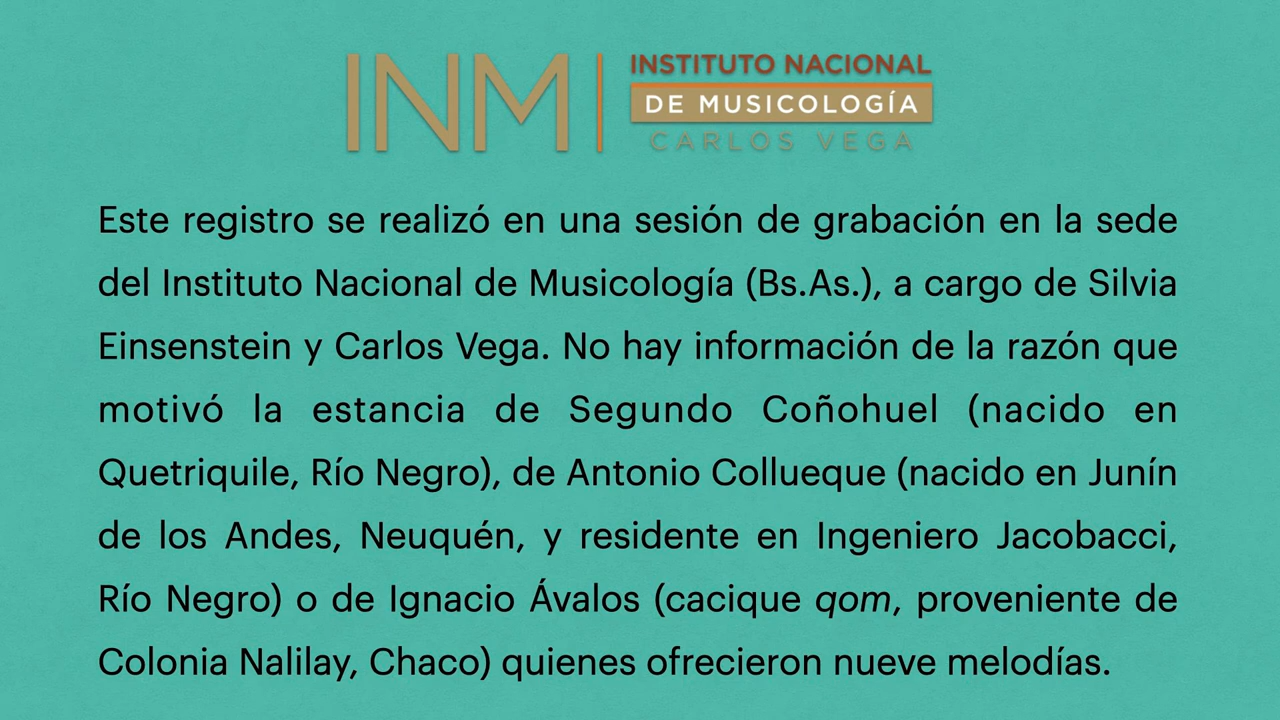 INM
INSTITUTO NACIONAL
DE MUSICOLOGÍA
CARLOS VEGA
Este registro se realizó en una sesión de grabación en la sede
del Instituto Nacional de Musicología (Bs.As.), a cargo de Silvia
Einsenstein y Carlos Vega. No hay información de la razón que
motivó la estancia de Segundo Coñohuel (nacido en
Quetriquile, Río Negro), de Antonio Collueque (nacido en Junín
de los Andes, Neuquén, y residente en Ingeniero Jacobacci,
Río Negro) o de Ignacio Ávalos (cacique qom, proveniente de
Colonia Nalilay, Chaco) quienes ofrecieron nueve melodías.